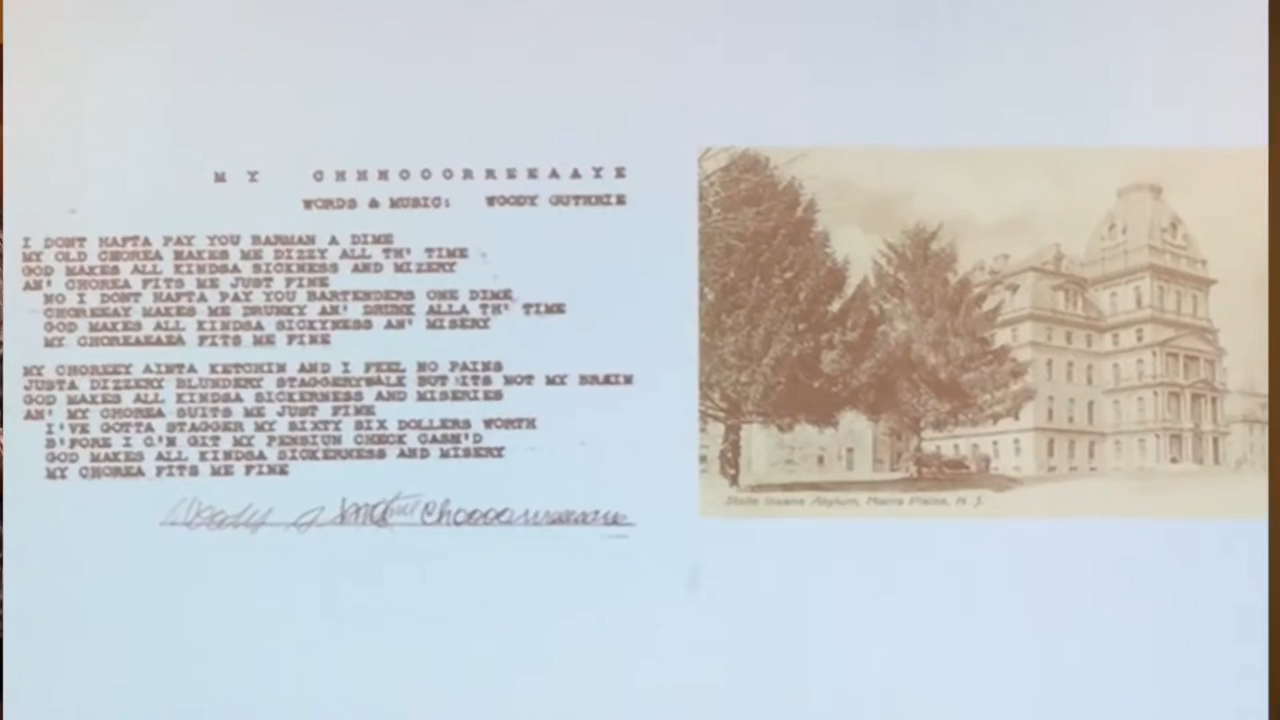 M Y CHHHOOORREEAAYE
WORDS & MUSIC: WOODY GUTHRIE
I DONT HAFTA PAY YOU BARMAN A DIME
MY OLD CHOREA MAKES ME DIZZY ALL TH' TIME
GOD MAKES ALL KINDSA SICKNESS AND MIZERY
AN' CHOREA FITS ME JUST FINE
NO I DONT HAFTA PAY YOU BARTENDERS ONE DIME
CHOREEAY MAKES ME DRUNKY AN' DRUNK ALLA TH' TIME
GOD MAKES ALL KINDSA SICKYNESS AN' MISERY
MY CHOREAEAEA FITS ME FINE
MY CHOREEY AINTA KETCHIN AND I FEEL NO PAINS
JUSTA DIZZERY BLUNDERY STAGGERYWALK BUT ITS NOT MY BRAIN
GOD MAKES ALL KINDSA SICKERNESS AND MISERIES
AN' MY CHOREA SUITS ME JUST FINE
I'VE GOTTA STAGGER MY SIXTY SIX DOLLERS WORTH
B'FORE I C'N GIT MY PENSIUN CHECK CASH'D
GOD MAKES ALL KINDSA SICKERNESS AND MISERY
MY CHOREA FITS ME FINE
Woody
State Insane Asylum, Morris Plains, N. J.